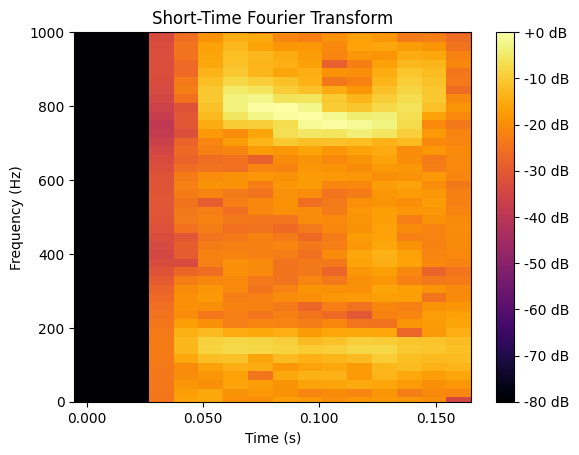 Short-Time Fourier Transform
Frequency (Hz)
1000
800
600
400
200
0
0.000
0.050
0.100
0.150
Time (s)
+0 dB
-10 dB
-20 dB
-30 dB
-40 dB
-50 dB
-60 dB
-70 dB
-80 dB